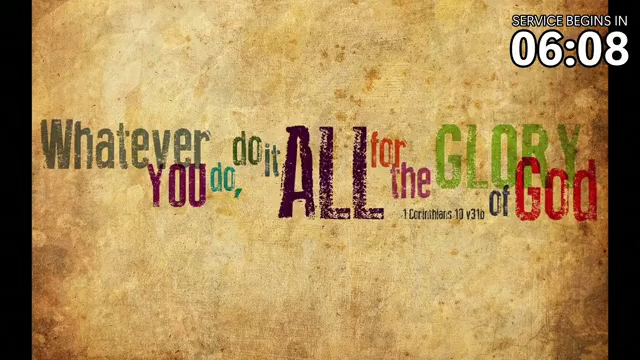 SERVICE BEGINS IN
06:08
Whatever YOU do, do it ALL for the GLORY of God
1 Corinthians 10 v31b